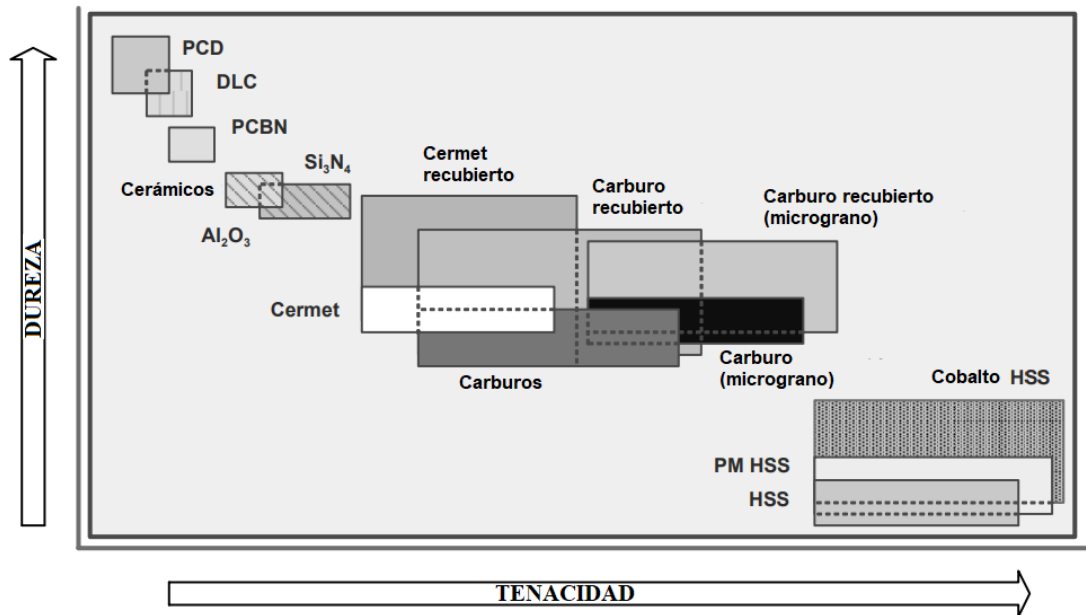 PCD
DLC
PCBN
Si₃N₄
Cerámicos
Al₂O₃
Cermet
recubierto
Carburo
recubierto
Carburo recubierto
(micrograno)
Cermet
Carburos
Carburo
(micrograno)
Cobalto HSS
PM HSS
HSS
DUREZA
TENACIDAD